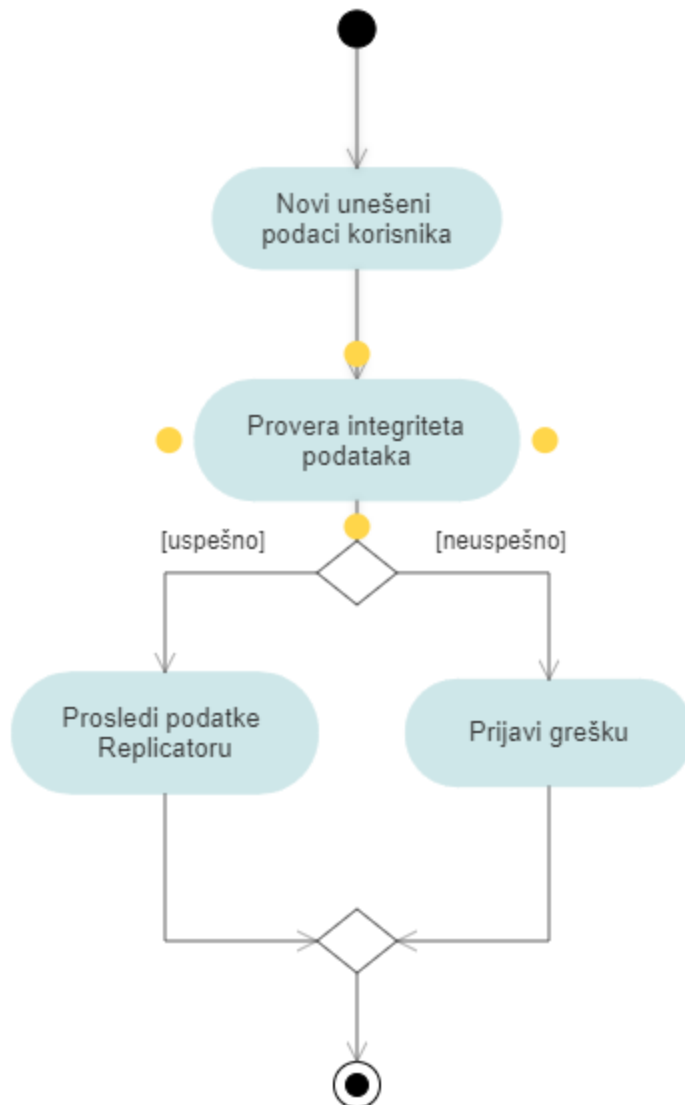 Novi unešeni
podaci korisnika
Provera integriteta
podataka
[uspešno]
[neuspešno]
Prosledi podatke
Replicatoru
Prijavi grešku